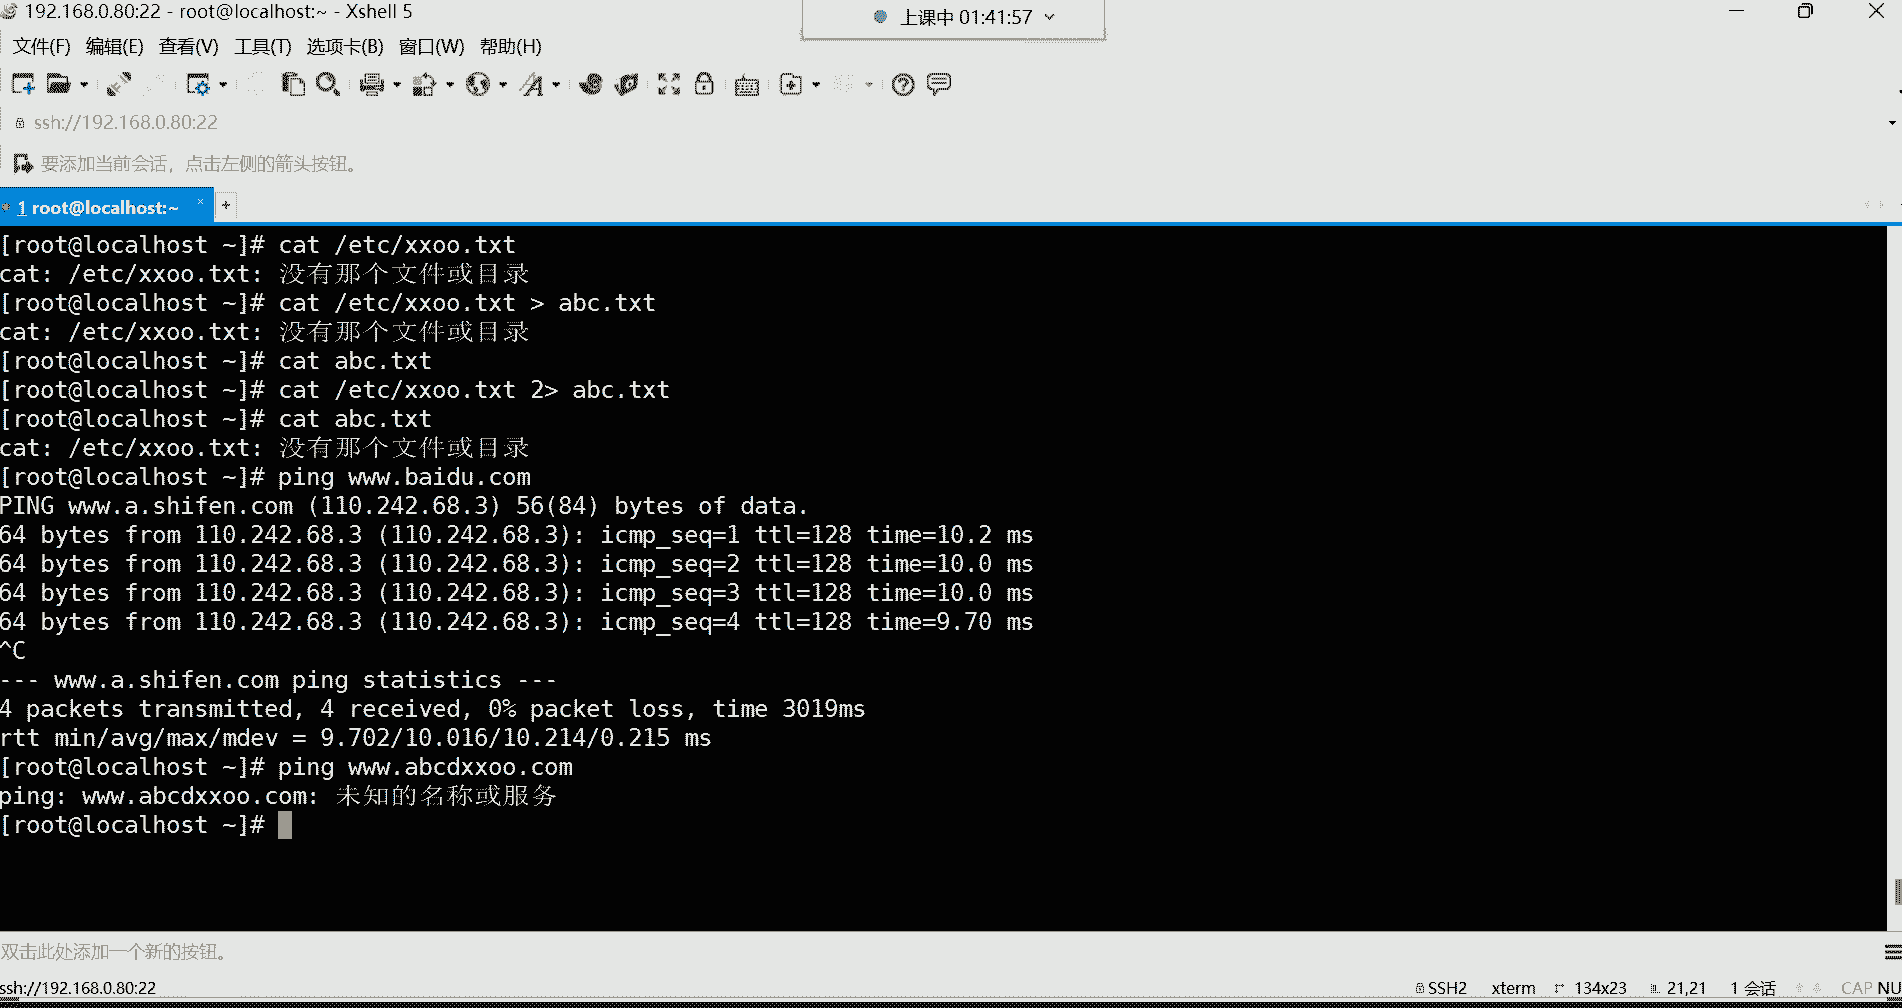 192.168.0.80:22 - root@localhost:~ - Xshell 5
上课中 01:41:57
文件(F) 编辑(E) 查看(V) 工具(T) 选项卡(B) 窗口(W) 帮助(H)
ssh://192.168.0.80:22
要添加当前会话，点击左侧的箭头按钮。
1 root@localhost:~ × +
[root@localhost ~]# cat /etc/xxoo.txt
cat: /etc/xxoo.txt: 没有那个文件或目录
[root@localhost ~]# cat /etc/xxoo.txt > abc.txt
cat: /etc/xxoo.txt: 没有那个文件或目录
[root@localhost ~]# cat abc.txt
[root@localhost ~]# cat /etc/xxoo.txt 2> abc.txt
[root@localhost ~]# cat abc.txt
cat: /etc/xxoo.txt: 没有那个文件或目录
[root@localhost ~]# ping www.baidu.com
PING www.a.shifen.com (110.242.68.3) 56(84) bytes of data.
64 bytes from 110.242.68.3 (110.242.68.3): icmp_seq=1 ttl=128 time=10.2 ms
64 bytes from 110.242.68.3 (110.242.68.3): icmp_seq=2 ttl=128 time=10.0 ms
64 bytes from 110.242.68.3 (110.242.68.3): icmp_seq=3 ttl=128 time=10.0 ms
64 bytes from 110.242.68.3 (110.242.68.3): icmp_seq=4 ttl=128 time=9.70 ms
^C
--- www.a.shifen.com ping statistics ---
4 packets transmitted, 4 received, 0% packet loss, time 3019ms
rtt min/avg/max/mdev = 9.702/10.016/10.214/0.215 ms
[root@localhost ~]# ping www.abcdxxoo.com
ping: www.abcdxxoo.com: 未知的名称或服务
[root@localhost ~]#
双击此处添加一个新的按钮。
ssh://192.168.0.80:22 SSH2 xterm 134x23 21,21 1 会话 CAP NU